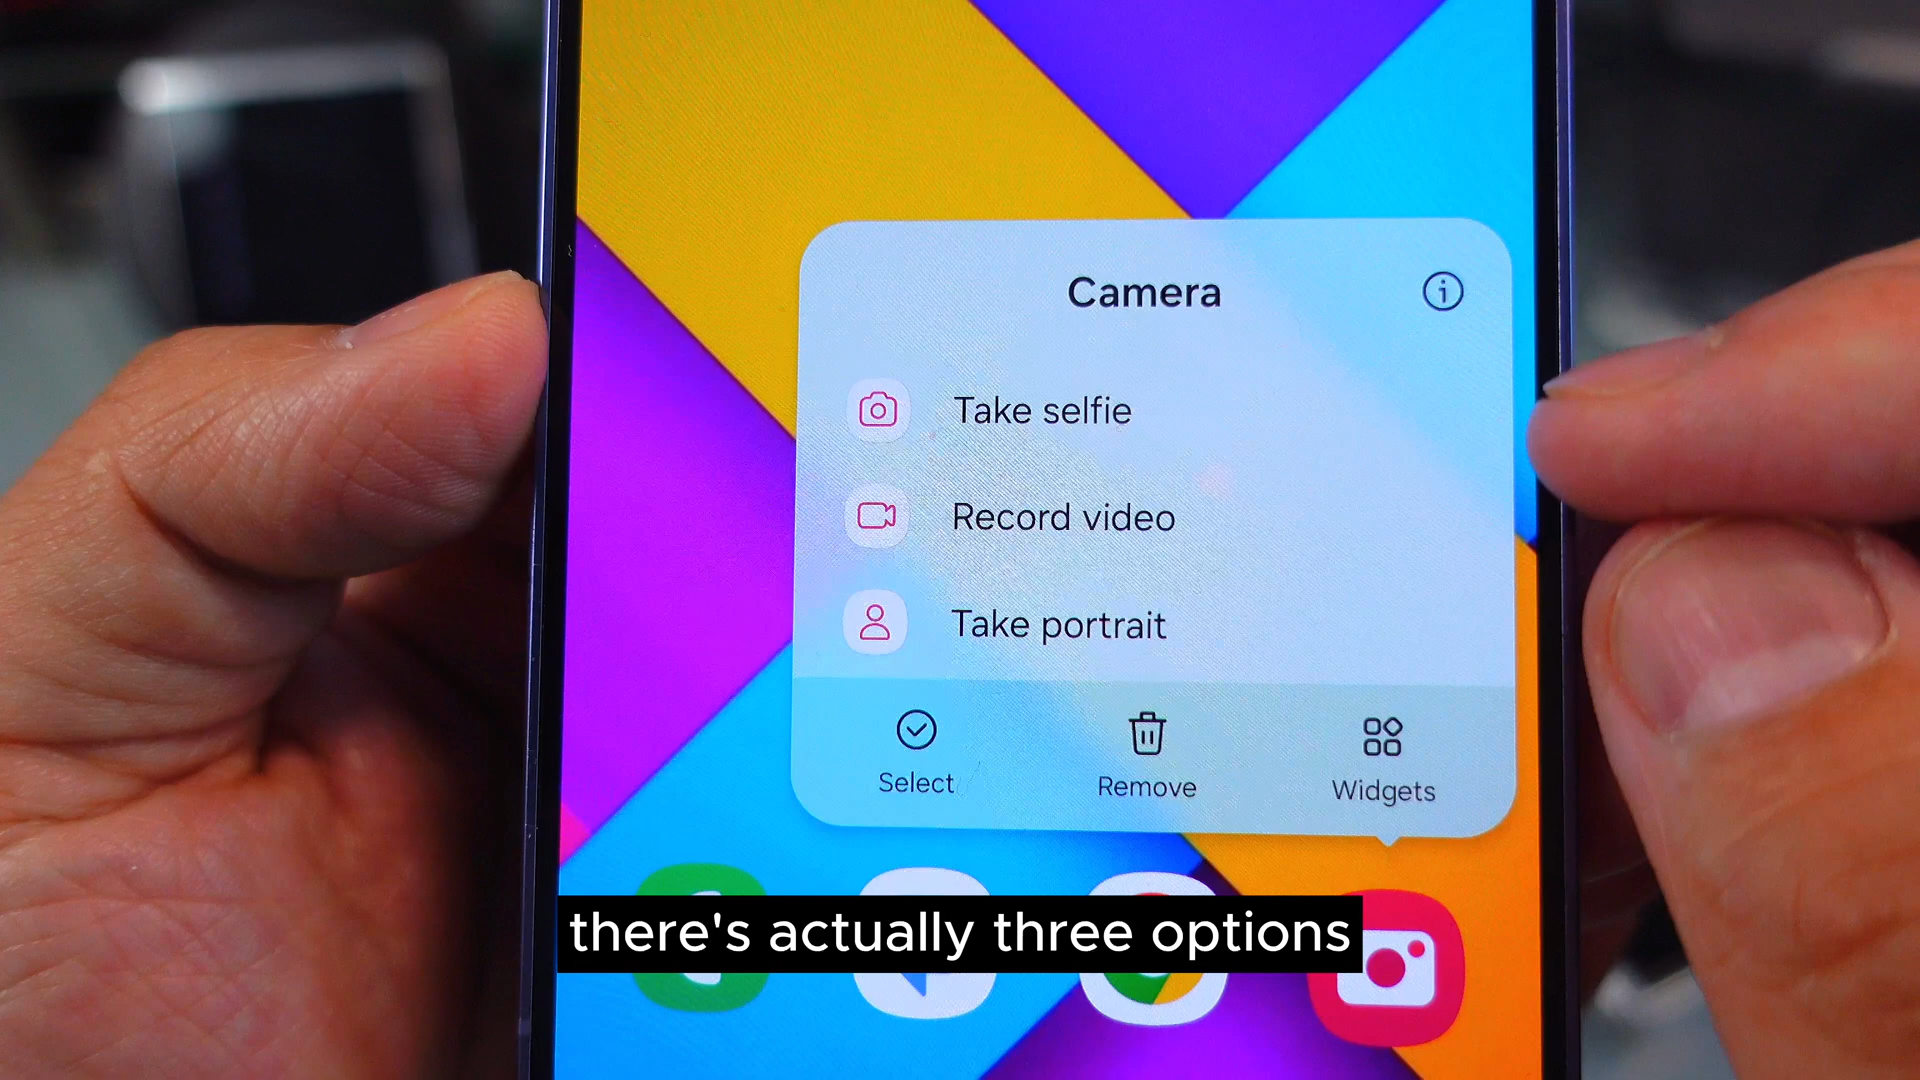 Camera
Take selfie
Record video
Take portrait
Select
Remove
Widgets
there's actually three options